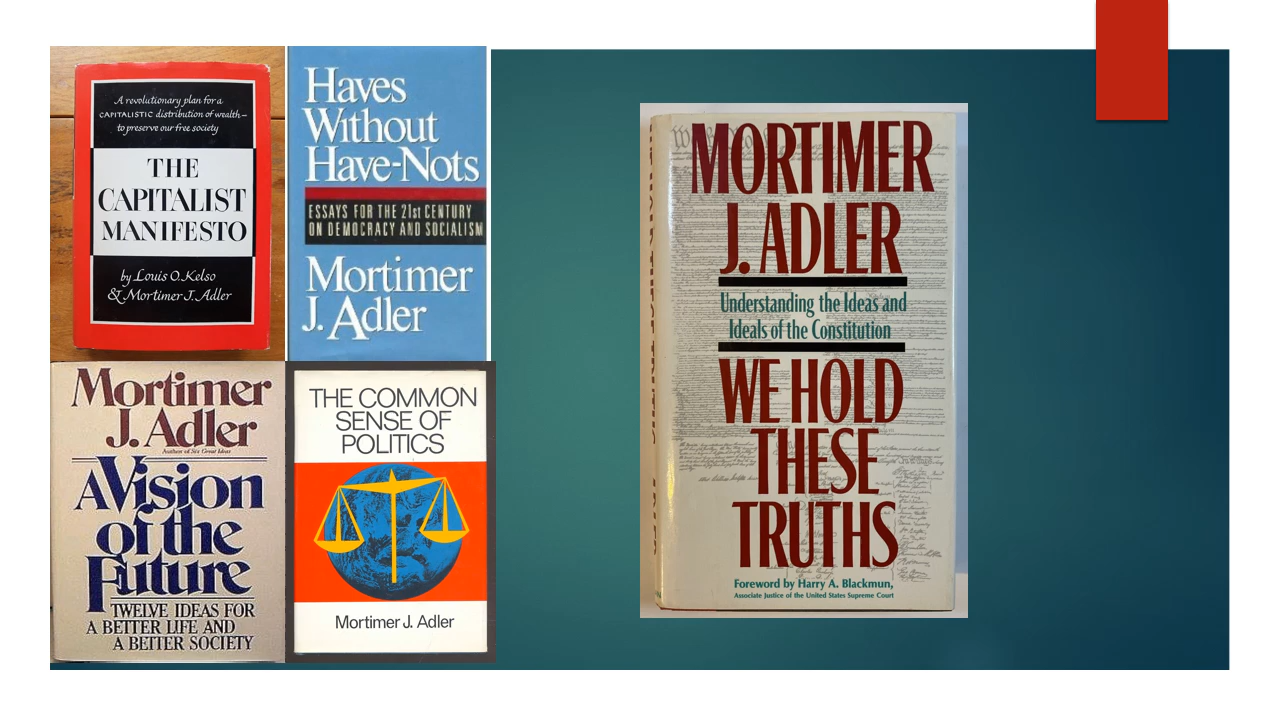 A revolutionary plan for a
CAPITALISTIC distribution of wealth—
to preserve our free society
THE
CAPITALIST
MANIFESTO
by Louis O. Kelso
& Mortimer J. Adler
Haves
Without
Have-Nots
ESSAYS FOR THE 21st CENTURY
ON DEMOCRACY AND SOCIALISM
Mortimer
J. Adler
Mortimer
J. Adler
Author of Six Great Ideas
A Vision
of the
Future
TWELVE IDEAS FOR
A BETTER LIFE AND
A BETTER SOCIETY
THE COMMON
SENSE OF
POLITICS
Mortimer J. Adler
MORTIMER
J. ADLER
Understanding the Ideas and
Ideals of the Constitution
WE HOLD
THESE
TRUTHS
Foreword by Harry A. Blackmun,
Associate Justice of the United States Supreme Court